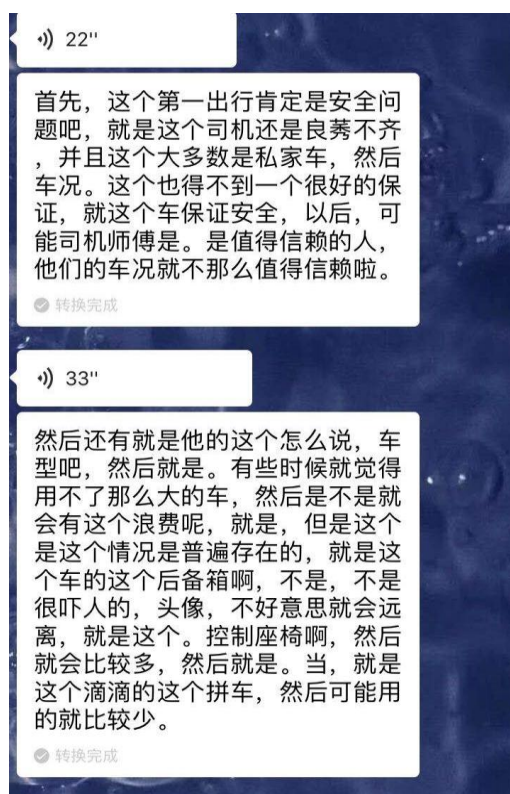 22''
首先，这个第一出行肯定是安全问
题吧，就是这个司机还是良莠不齐
，并且这个大多数是私家车，然后
车况。这个也得不到一个很好的保
证，就这个车保证安全，以后，可
能司机师傅是。是值得信赖的人，
他们的车况就不那么值得信赖啦。
转换完成
33''
然后还有就是他的这个怎么说，车
型吧，然后就是。有些时候就觉得
用不了那么大的车，然后是不是就
会有这个浪费呢，就是，但是这个
是这个情况是普遍存在的，就是这
个车的这个后备箱啊，不是，不是
很吓人的，头像，不好意思就会远
离，就是这个。控制座椅啊，然后
就会比较多，然后就是。当，就是
这个滴滴的这个拼车，然后可能用
的就比较少。
转换完成